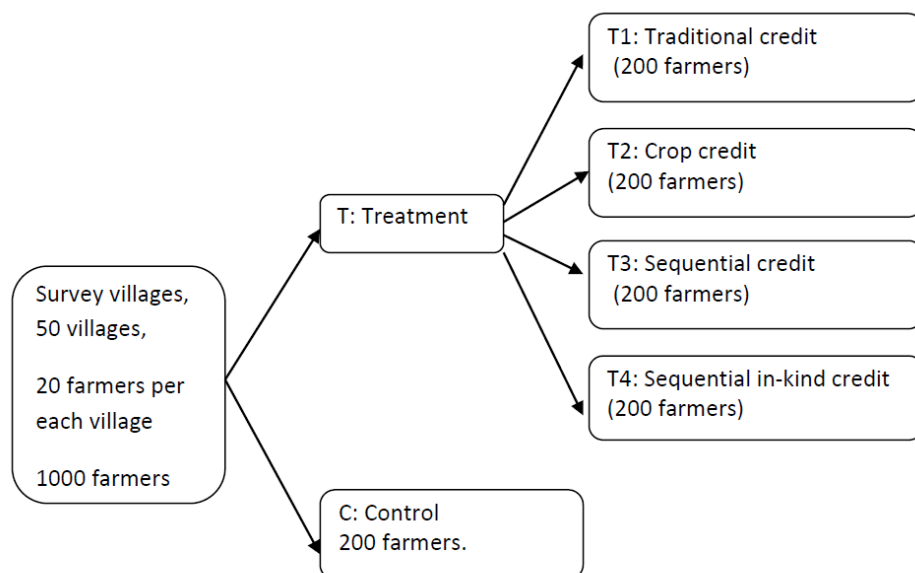 Survey villages,
50 villages,
20 farmers per
each village
1000 farmers
T: Treatment
C: Control
200 farmers.
T1: Traditional credit
(200 farmers)
T2: Crop credit
(200 farmers)
T3: Sequential credit
(200 farmers)
T4: Sequential in-kind credit
(200 farmers)